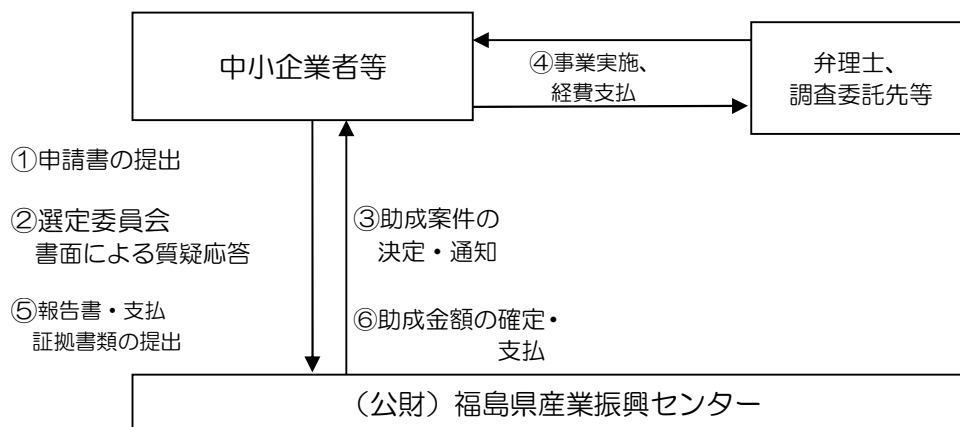 中小企業者等
④事業実施、
経費支払
弁理士、
調査委託先等
①申請書の提出
②選定委員会
書面による質疑応答
③助成案件の
決定・通知
⑤報告書・支払
証拠書類の提出
⑥助成金額の確定・
支払
（公財）福島県産業振興センター